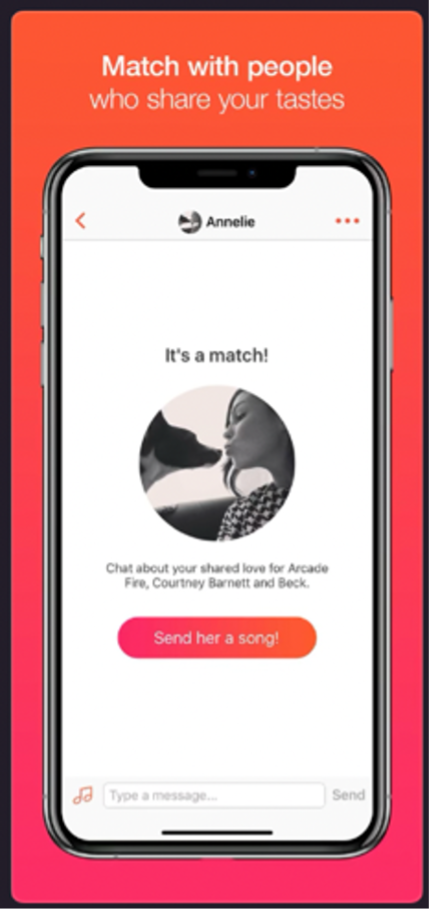 Match with people
who share your tastes
Annelie
It's a match!
Chat about your shared love for Arcade
Fire, Courtney Barnett and Beck.
Send her a song!
Type a message... Send